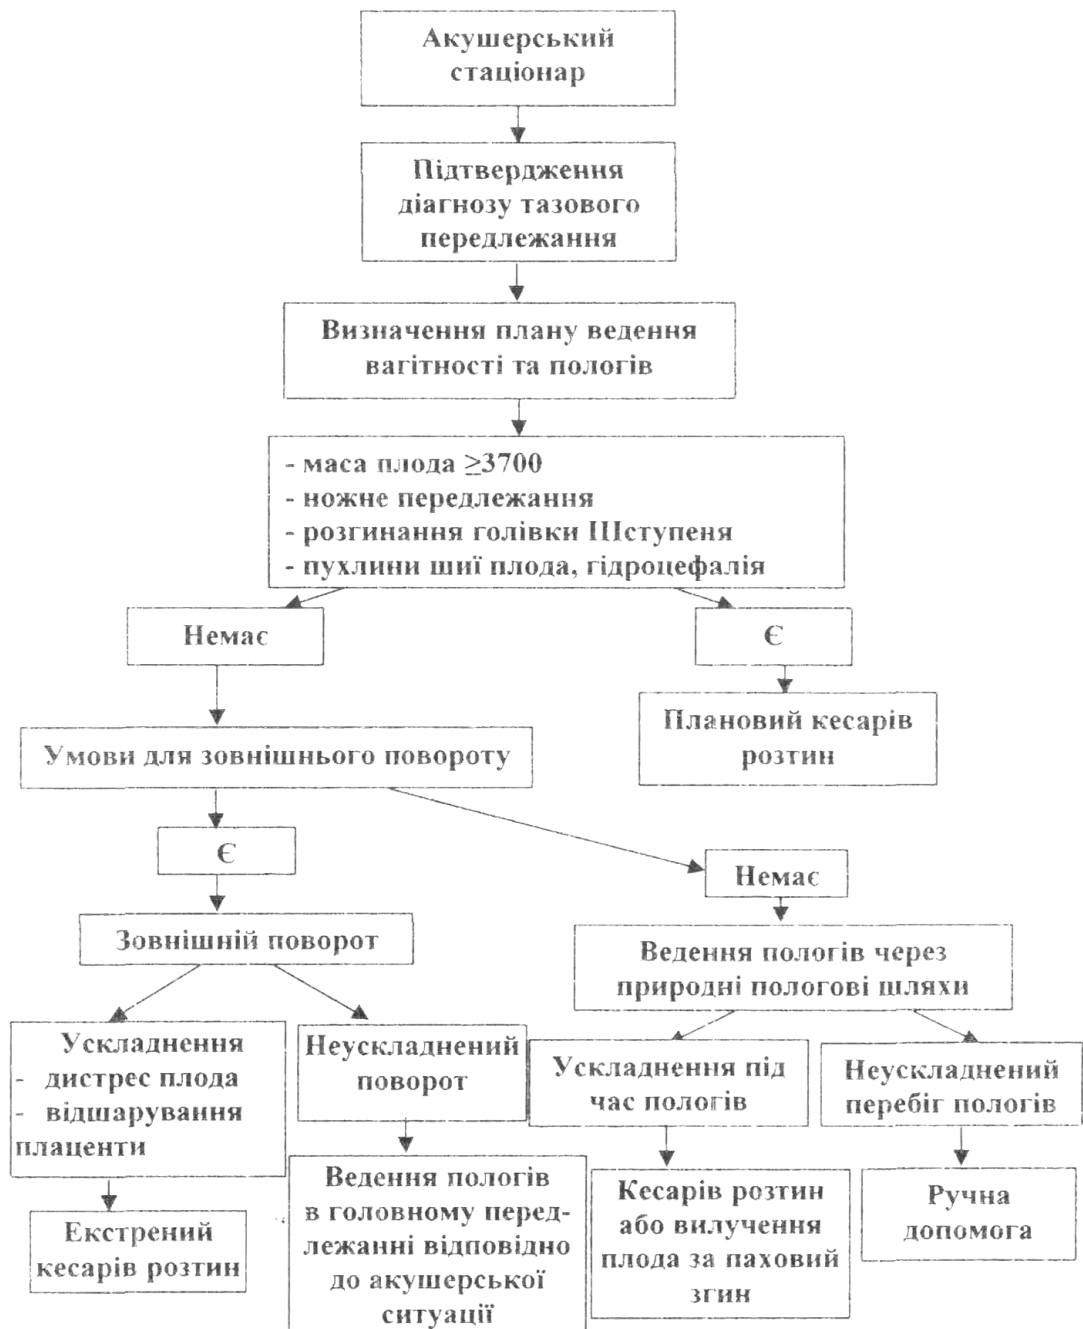 Акушерський
стаціонар
Підтвердження
діагнозу тазового
передлежання
Визначення плану ведення
вагітності та пологів
- маса плода ≥3700
- ножне передлежання
- розгинання голівки ІІІступеня
- пухлини шиї плода, гідроцефалія
Немає
Є
Плановий кесарів
розтин
Умови для зовнішнього повороту
Є
Немає
Зовнішній поворот
Ведення пологів через
природні пологові шляхи
Ускладнення
- дистрес плода
- відшарування
плаценти
Неускладнений
поворот
Ускладнення під
час пологів
Неускладнений
перебіг пологів
Екстрений
кесарів розтин
Ведення пологів
в головному перед-
лежанні відповідно
до акушерської
ситуації
Кесарів розтин
або вилучення
плода за паховий
згин
Ручна
допомога